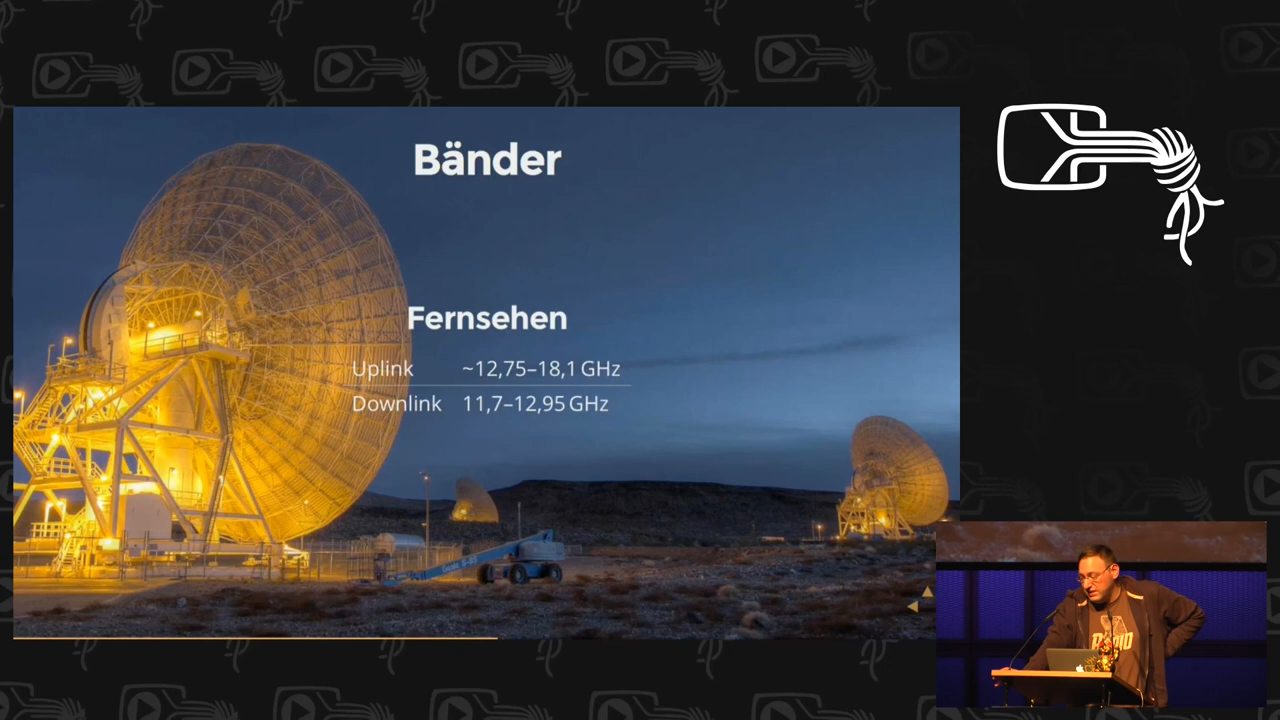 Bänder
Fernsehen
Uplink ~12,75–18,1 GHz
Downlink 11,7–12,95 GHz